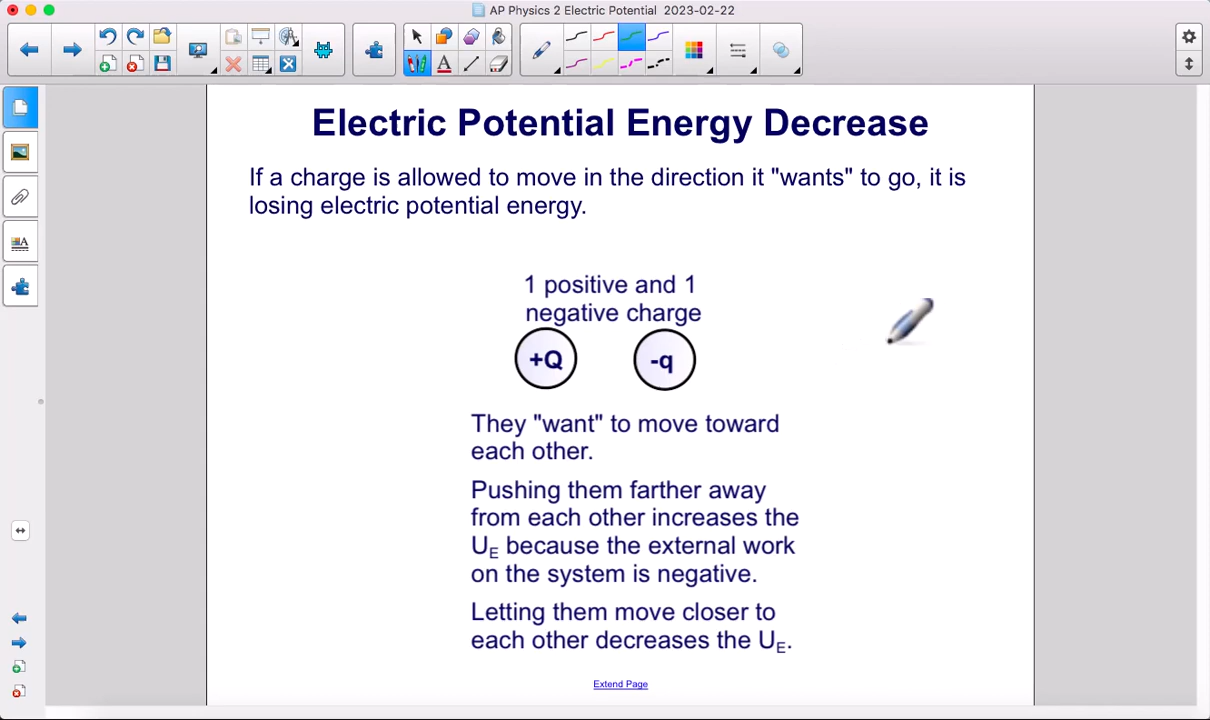 AP Physics 2 Electric Potential 2023-02-22
Electric Potential Energy Decrease
If a charge is allowed to move in the direction it "wants" to go, it is
losing electric potential energy.
1 positive and 1
negative charge
+Q
-q
They "want" to move toward
each other.
Pushing them farther away
from each other increases the
UE because the external work
on the system is negative.
Letting them move closer to
each other decreases the UE.
Extend Page